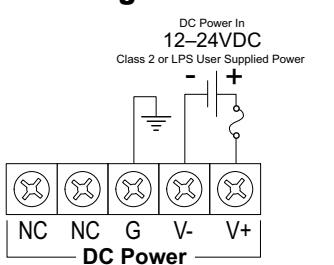 DC Power In
12–24VDC
Class 2 or LPS User Supplied Power
- +
NC NC G V- V+
DC Power